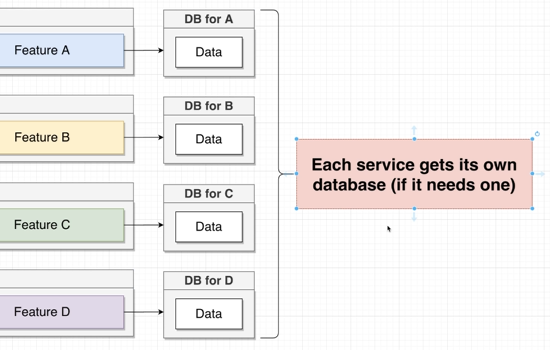 DB for A
Feature A
Data
DB for B
Feature B
Data
Each service gets its own
database (if it needs one)
DB for C
Feature C
Data
DB for D
Feature D
Data